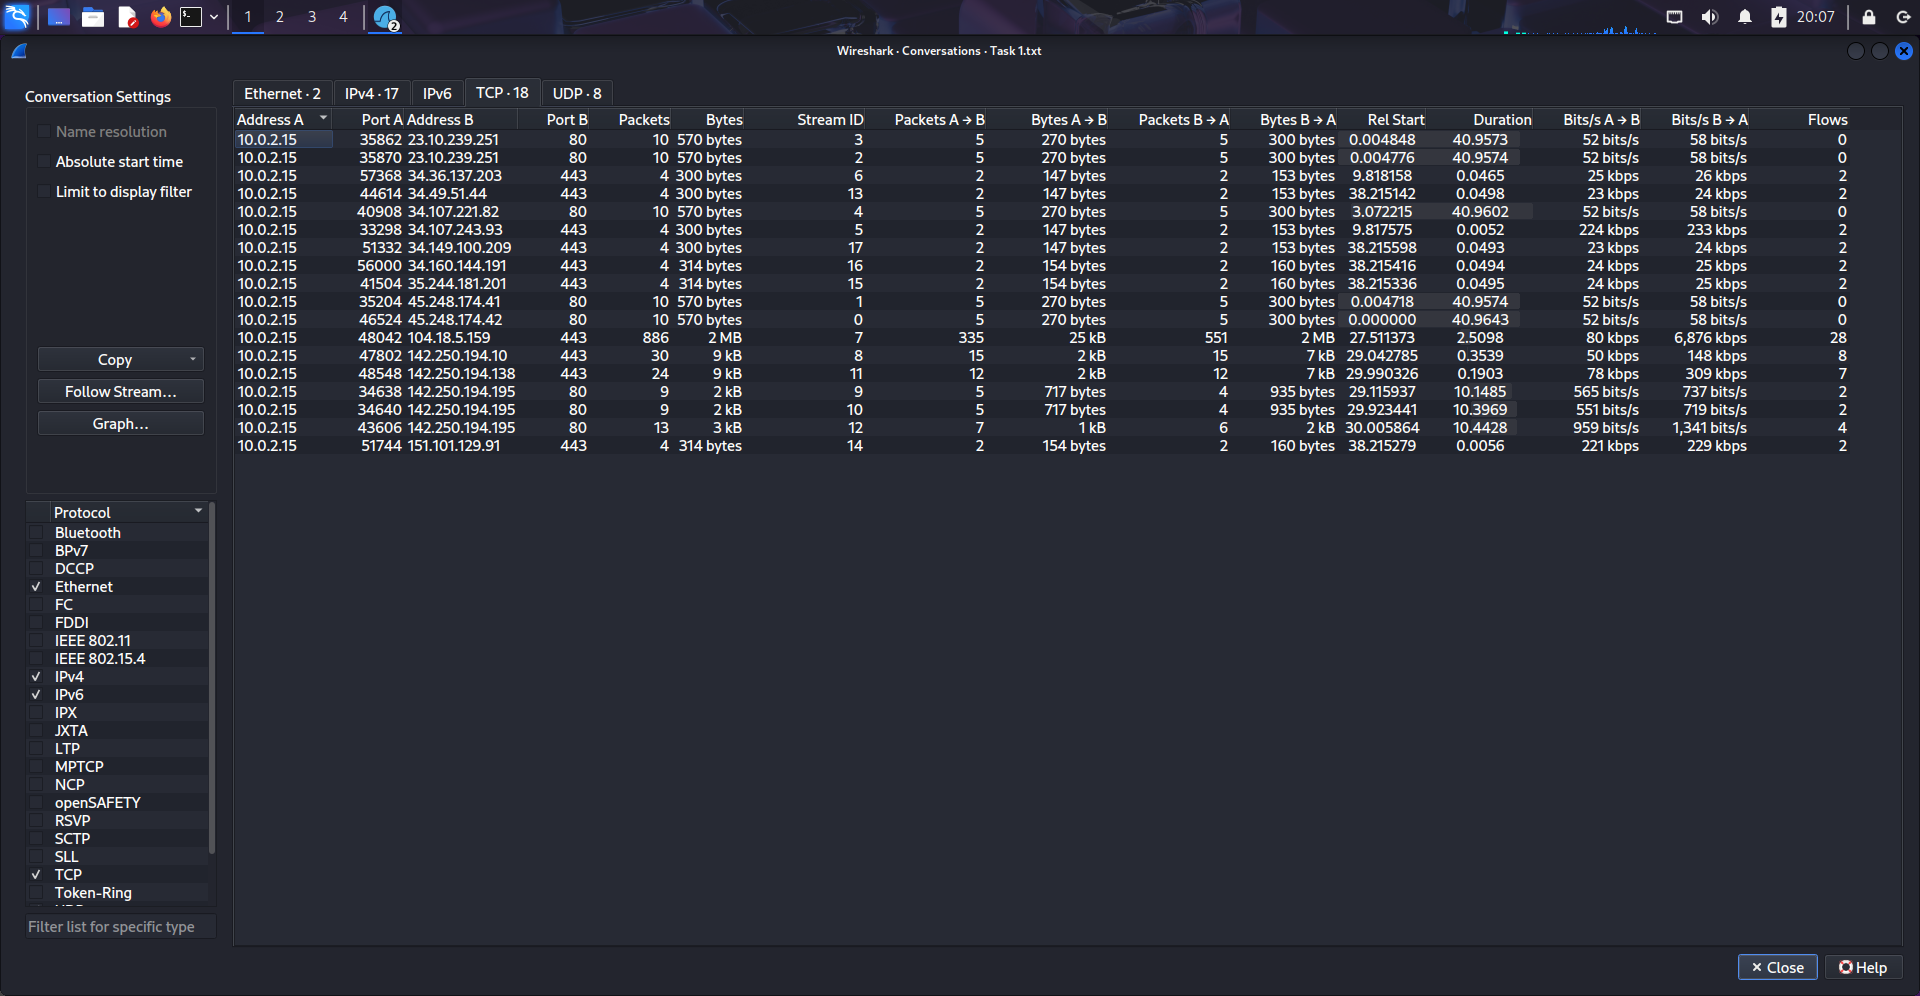 1 2 3 4 2 20:07
Wireshark · Conversations · Task 1.txt
Conversation Settings
Name resolution
Absolute start time
Limit to display filter
Copy
Follow Stream...
Graph...
Protocol
Bluetooth
BPv7
DCCP
Ethernet
FC
FDDI
IEEE 802.11
IEEE 802.15.4
IPv4
IPv6
IPX
JXTA
LTP
MPTCP
NCP
openSAFETY
RSVP
SCTP
SLL
TCP
Token-Ring
Filter list for specific type
Ethernet · 2 IPv4 · 17 IPv6 TCP · 18 UDP · 8
Address A Port A Address B Port B Packets Bytes Stream ID Packets A → B Bytes A → B Packets B → A Bytes B → A Rel Start Duration Bits/s A → B Bits/s B → A Flows
10.0.2.15 35862 23.10.239.251 80 10 570 bytes 3 5 270 bytes 5 300 bytes 0.004848 40.9573 52 bits/s 58 bits/s 0
10.0.2.15 35870 23.10.239.251 80 10 570 bytes 2 5 270 bytes 5 300 bytes 0.004776 40.9574 52 bits/s 58 bits/s 0
10.0.2.15 57368 34.36.137.203 443 4 300 bytes 6 2 147 bytes 2 153 bytes 9.818158 0.0465 25 kbps 26 kbps 2
10.0.2.15 44614 34.49.51.44 443 4 300 bytes 13 2 147 bytes 2 153 bytes 38.215142 0.0498 23 kbps 24 kbps 2
10.0.2.15 40908 34.107.221.82 80 10 570 bytes 4 5 270 bytes 5 300 bytes 3.072215 40.9602 52 bits/s 58 bits/s 0
10.0.2.15 33298 34.107.243.93 443 4 300 bytes 5 2 147 bytes 2 153 bytes 9.817575 0.0052 224 kbps 233 kbps 2
10.0.2.15 51332 34.149.100.209 443 4 300 bytes 17 2 147 bytes 2 153 bytes 38.215598 0.0493 23 kbps 24 kbps 2
10.0.2.15 56000 34.160.144.191 443 4 314 bytes 16 2 154 bytes 2 160 bytes 38.215416 0.0494 24 kbps 25 kbps 2
10.0.2.15 41504 35.244.181.201 443 4 314 bytes 15 2 154 bytes 2 160 bytes 38.215336 0.0495 24 kbps 25 kbps 2
10.0.2.15 35204 45.248.174.41 80 10 570 bytes 1 5 270 bytes 5 300 bytes 0.004718 40.9574 52 bits/s 58 bits/s 0
10.0.2.15 46524 45.248.174.42 80 10 570 bytes 0 5 270 bytes 5 300 bytes 0.000000 40.9643 52 bits/s 58 bits/s 0
10.0.2.15 48042 104.18.5.159 443 886 2 MB 7 335 25 kB 551 2 MB 27.511373 2.5098 80 kbps 6,876 kbps 28
10.0.2.15 47802 142.250.194.10 443 30 9 kB 8 15 2 kB 15 7 kB 29.042785 0.3539 50 kbps 148 kbps 8
10.0.2.15 48548 142.250.194.138 443 24 9 kB 11 12 2 kB 12 7 kB 29.990326 0.1903 78 kbps 309 kbps 7
10.0.2.15 34638 142.250.194.195 80 9 2 kB 9 5 717 bytes 4 935 bytes 29.115937 10.1485 565 bits/s 737 bits/s 2
10.0.2.15 34640 142.250.194.195 80 9 2 kB 10 5 717 bytes 4 935 bytes 29.923441 10.3969 551 bits/s 719 bits/s 2
10.0.2.15 43606 142.250.194.195 80 13 3 kB 12 7 1 kB 6 2 kB 30.005864 10.4428 959 bits/s 1,341 bits/s 4
10.0.2.15 51744 151.101.129.91 443 4 314 bytes 14 2 154 bytes 2 160 bytes 38.215279 0.0056 221 kbps 229 kbps 2
Close Help